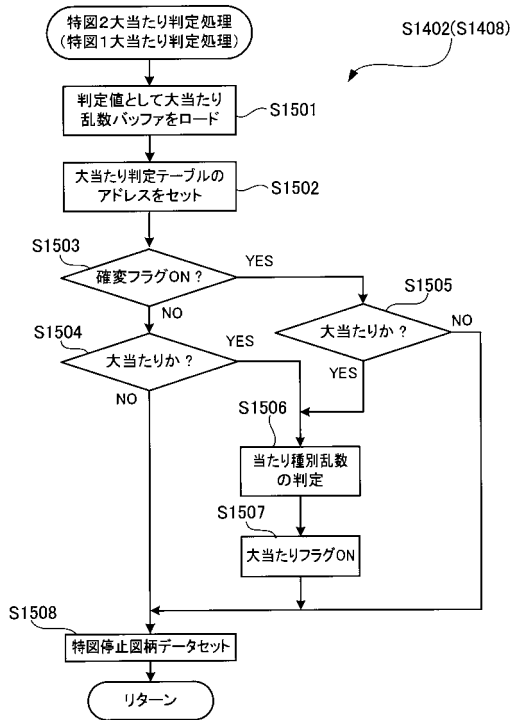 特図2大当たり判定処理
(特図1大当たり判定処理)
S1402(S1408)
判定値として大当たり
乱数バッファをロード
S1501
大当たり判定テーブルの
アドレスをセット
S1502
S1503
確変フラグON?
YES
NO
S1505
大当たりか?
NO
YES
S1504
大当たりか?
YES
NO
S1506
当たり種別乱数
の判定
S1507
大当たりフラグON
S1508
特図停止図柄データセット
リターン